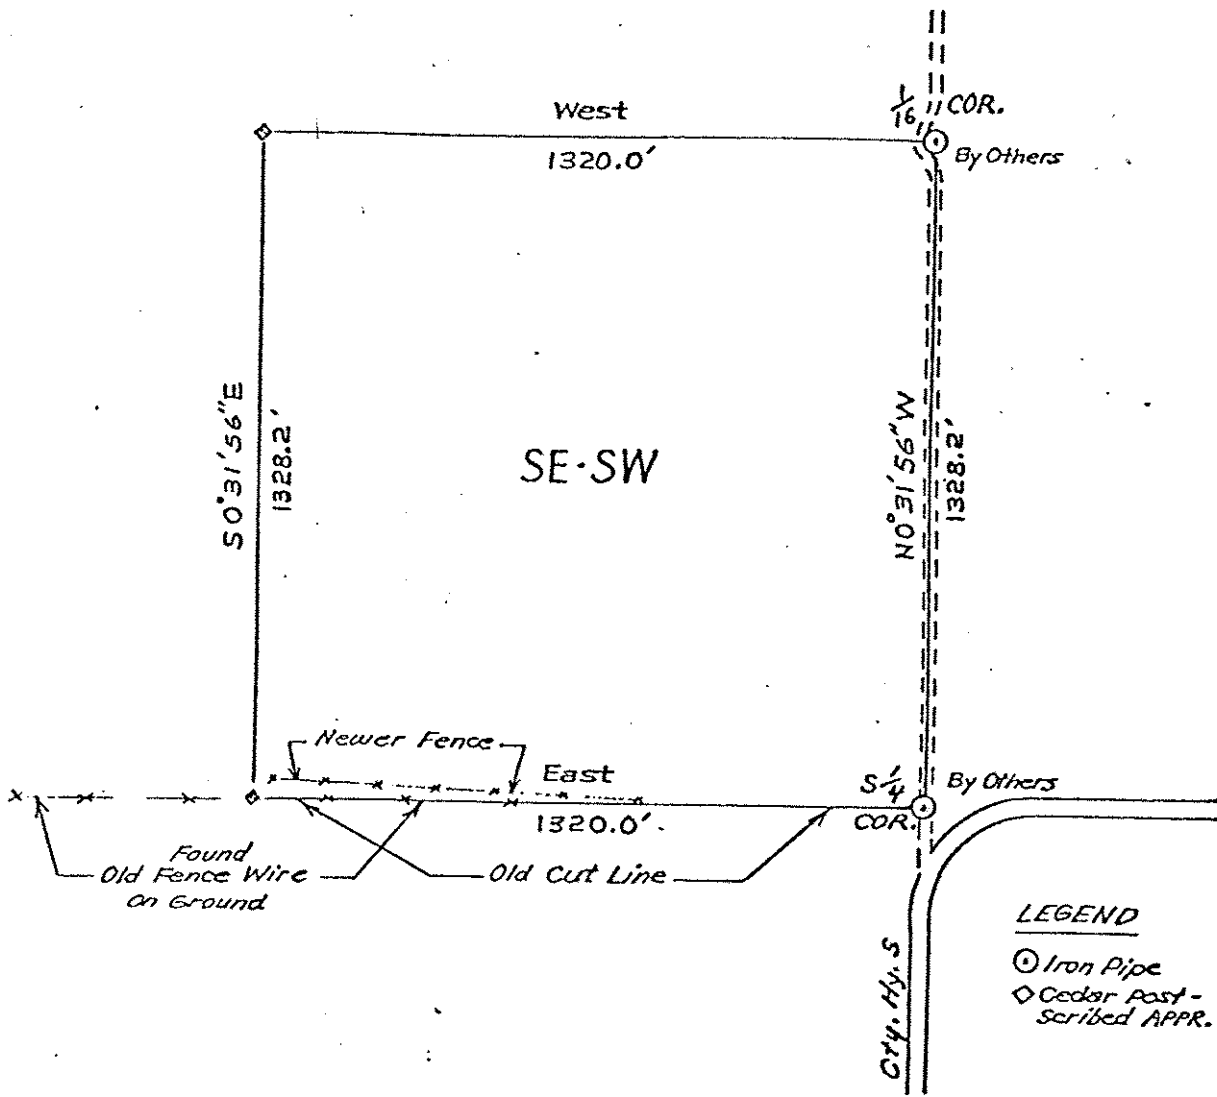 West
1320.0'
1/16 COR.
By Others
S 0°31'56" E
1328.2'
SE·SW
N 0°31'56" W
1328.2'
Newer Fence
East
1320.0'
S 1/4
COR.
By Others
Found
Old Fence Wire
On Ground
Old Cut Line
Cty. Hy. S
LEGEND
Iron Pipe
Cedar Post -
Scribed APPR.